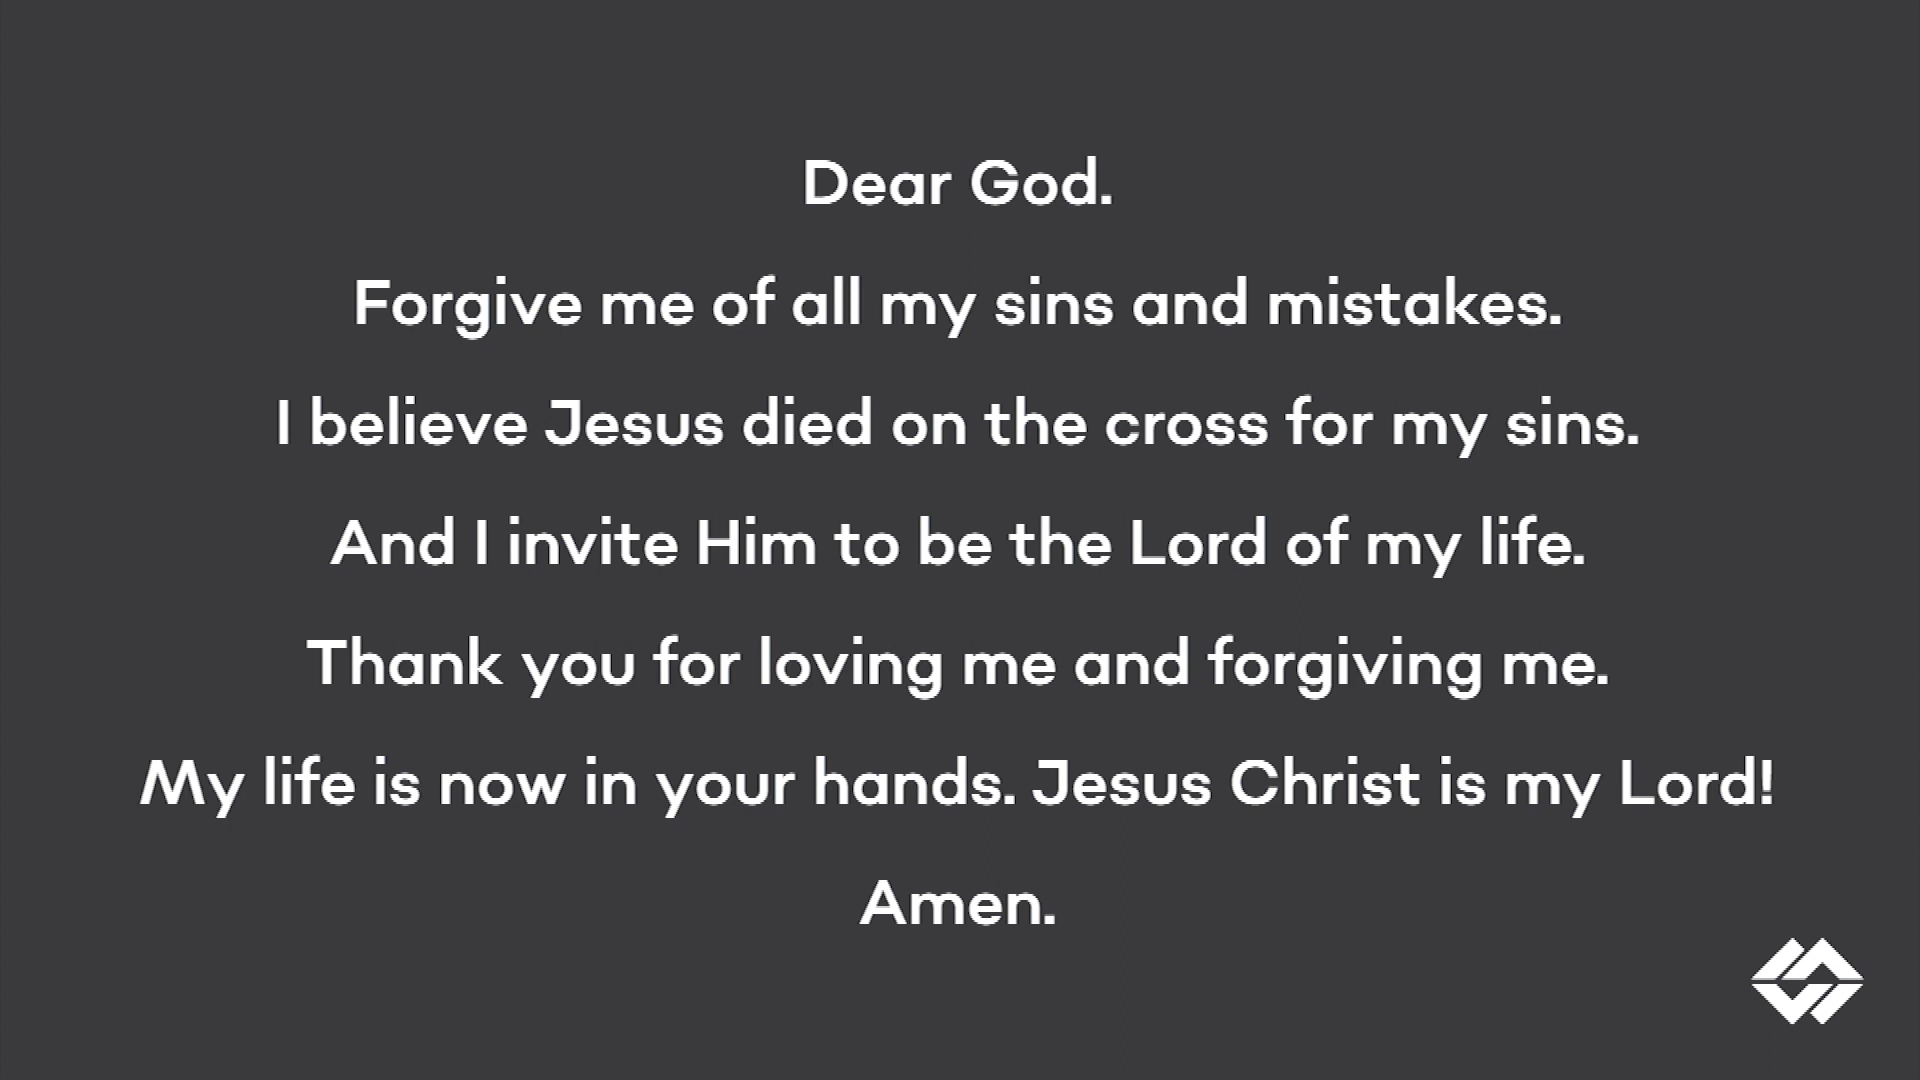 Dear God.
Forgive me of all my sins and mistakes.
I believe Jesus died on the cross for my sins.
And I invite Him to be the Lord of my life.
Thank you for loving me and forgiving me.
My life is now in your hands. Jesus Christ is my Lord!
Amen.